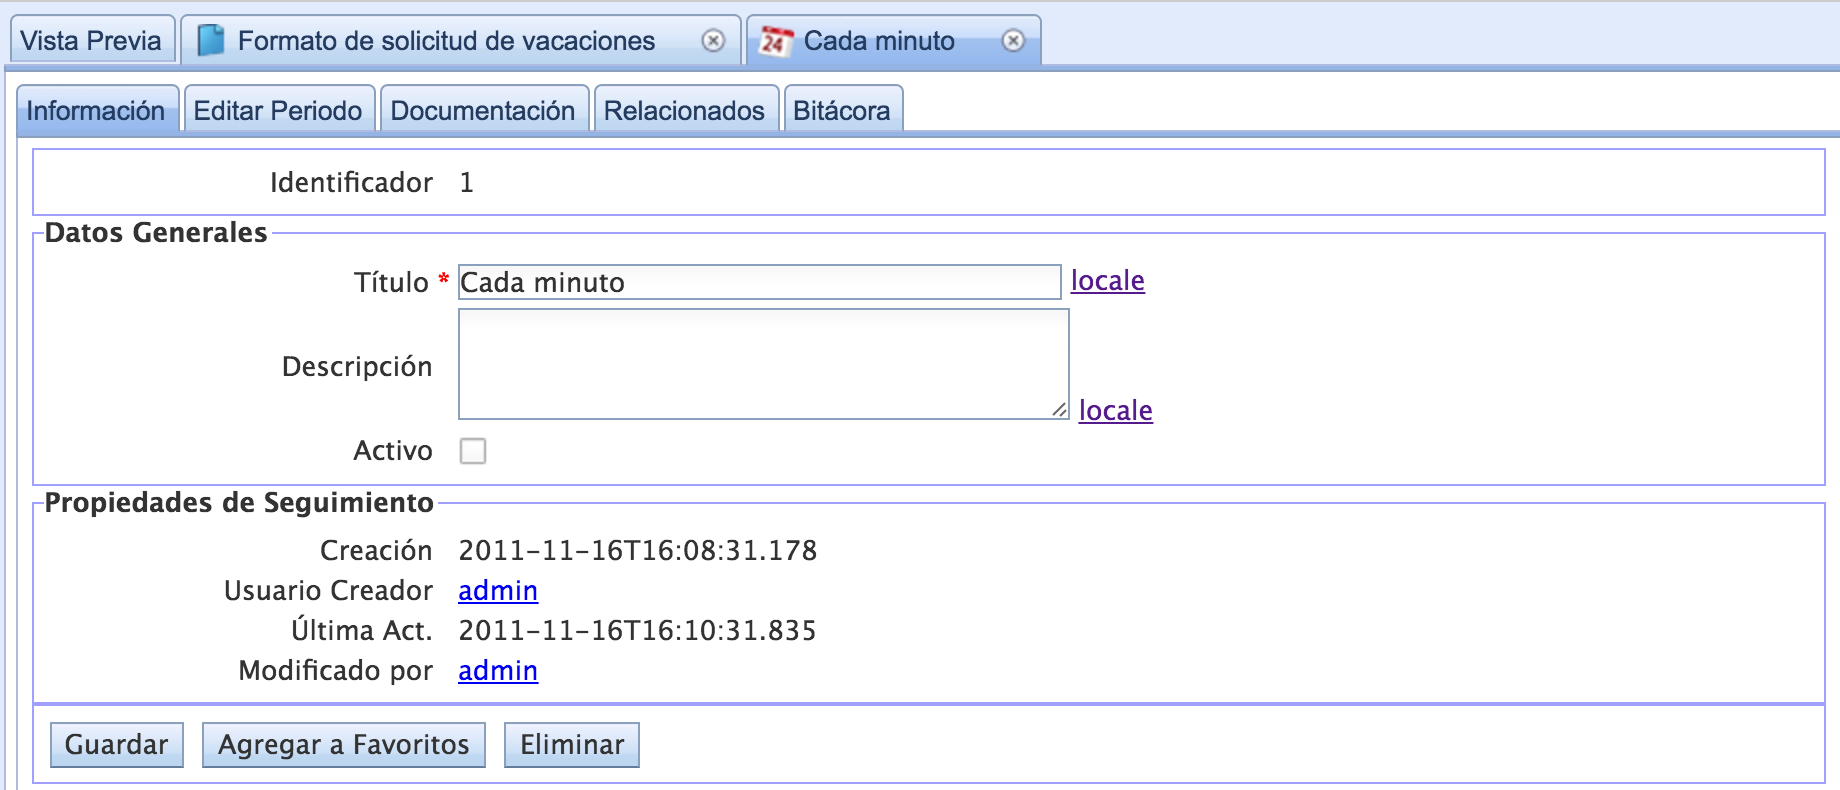 Vista Previa Formato de solicitud de vacaciones 24 Cada minuto
Información Editar Periodo Documentación Relacionados Bitácora
Identificador 1
Datos Generales
Título * Cada minuto locale
Descripción
locale
Activo
Propiedades de Seguimiento
Creación 2011-11-16T16:08:31.178
Usuario Creador admin
Última Act. 2011-11-16T16:10:31.835
Modificado por admin
Guardar Agregar a Favoritos Eliminar